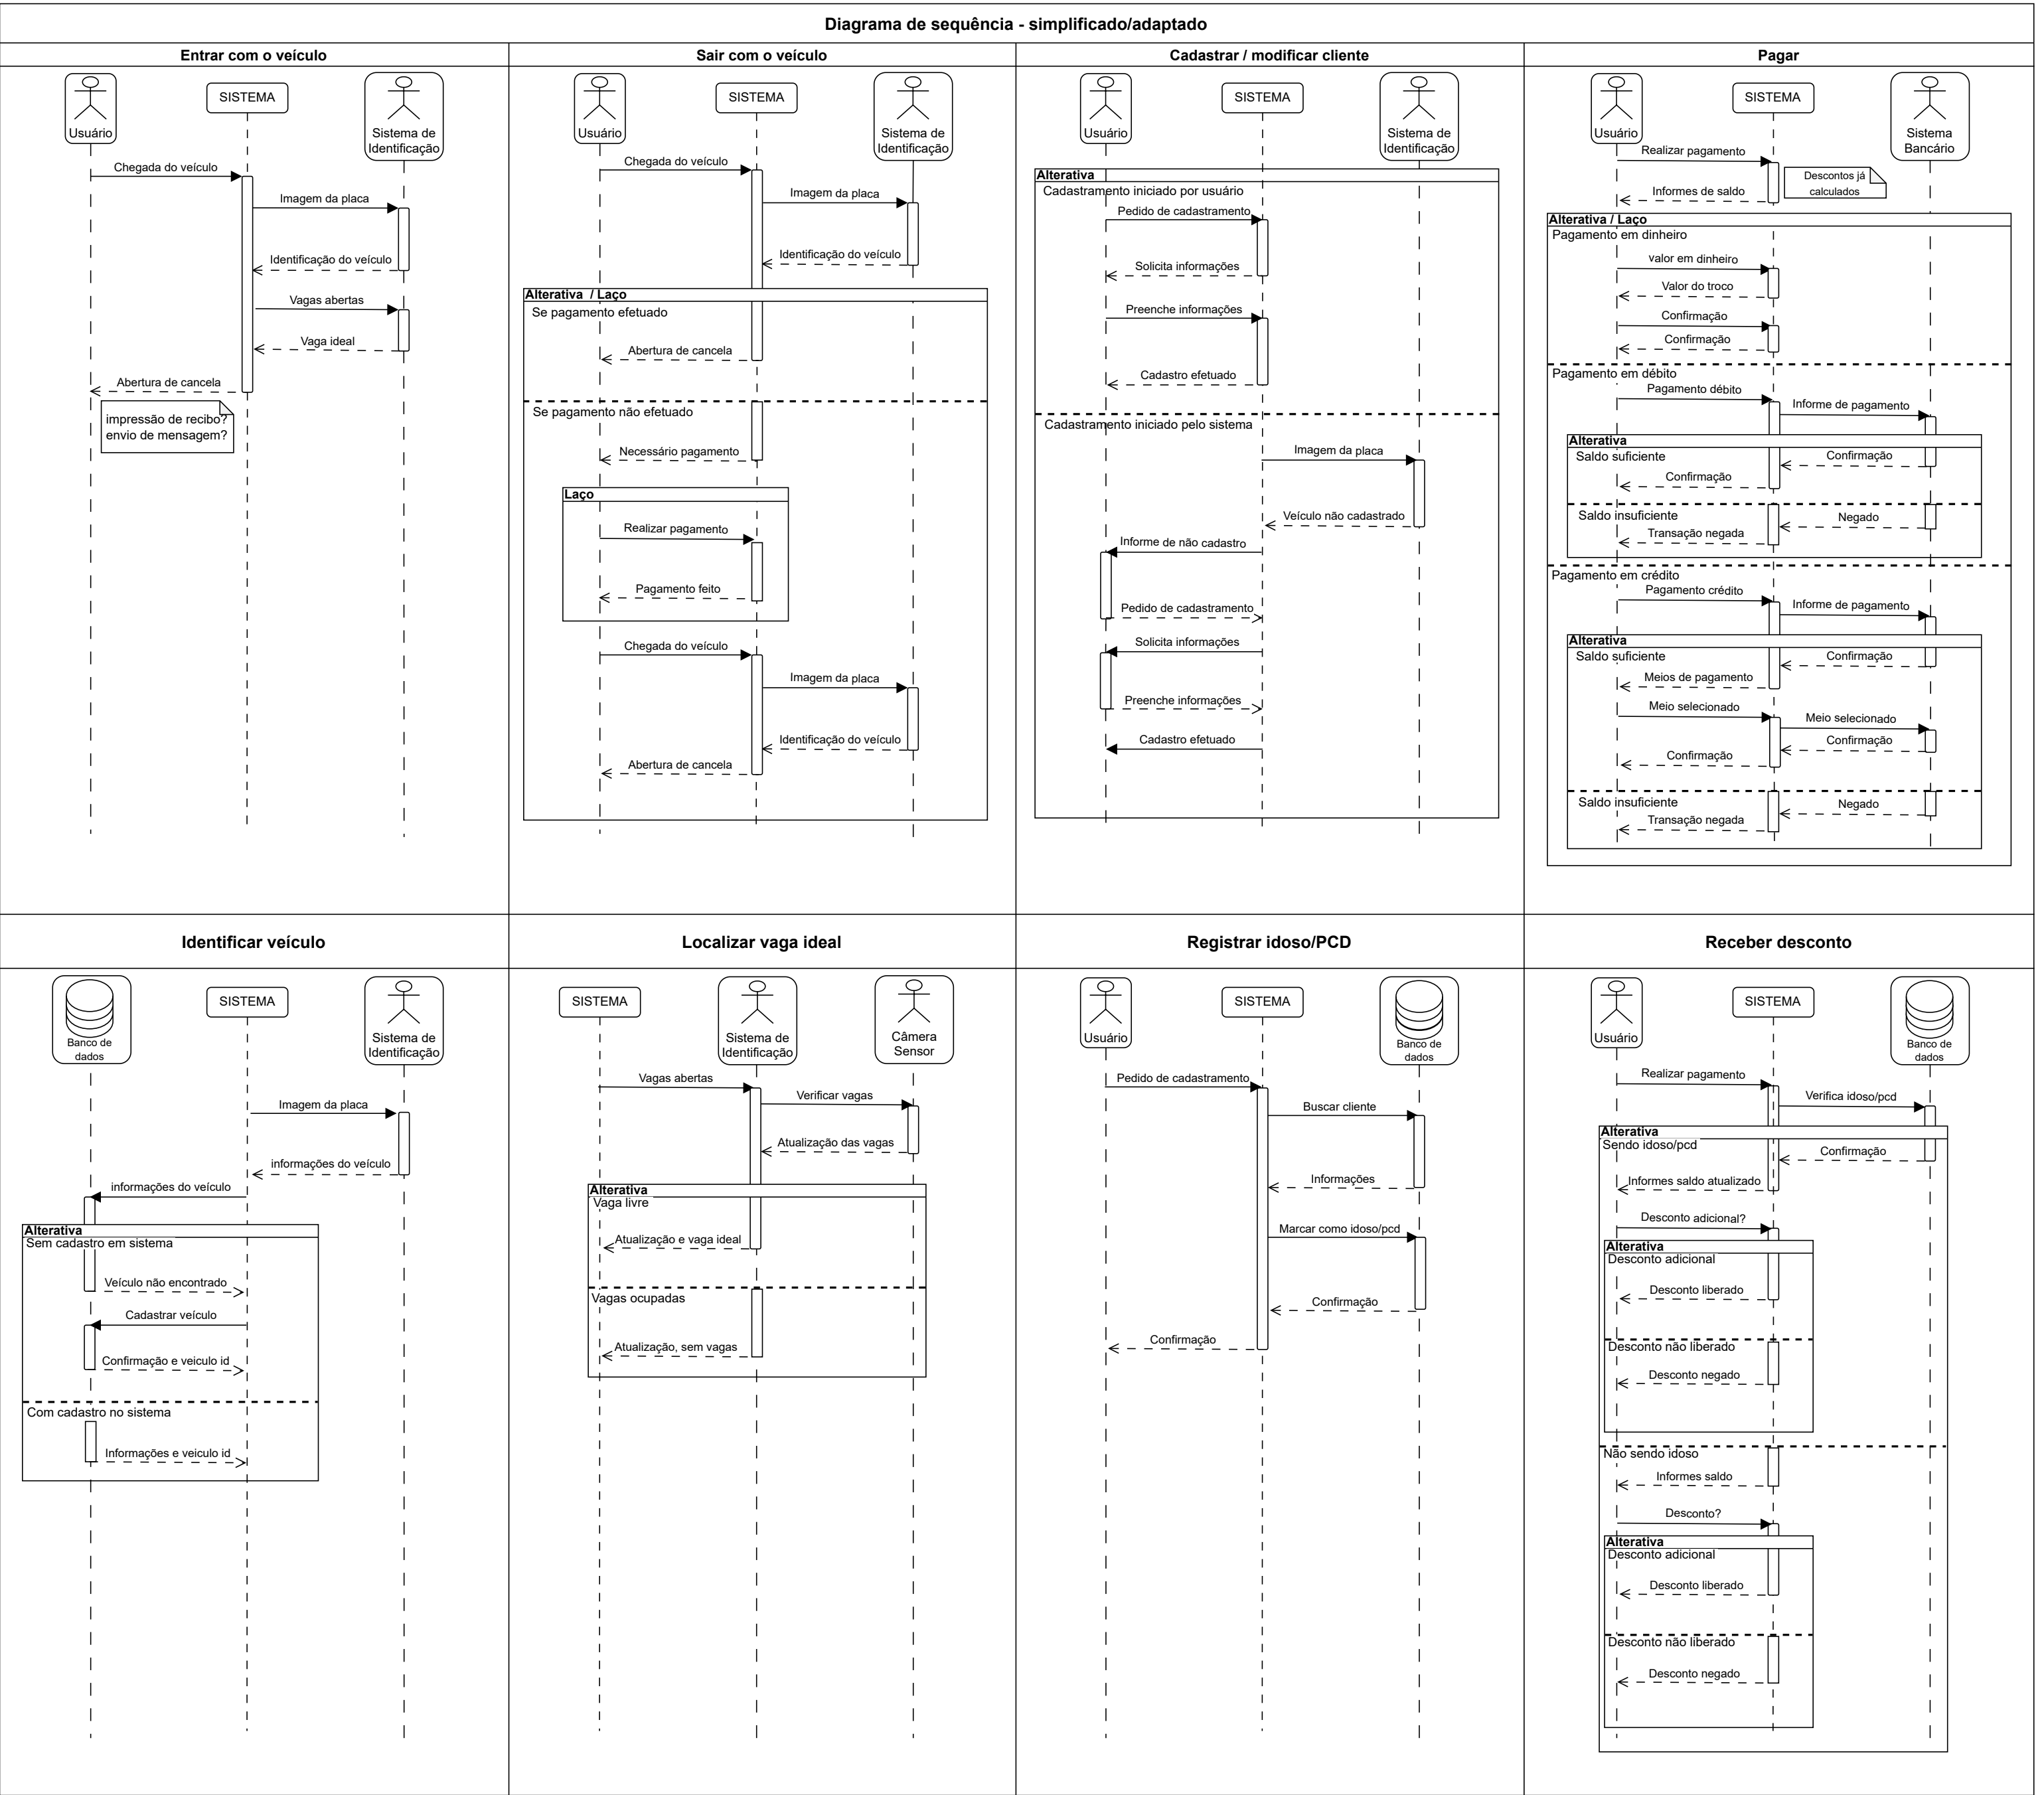 Diagrama de sequência - simplificado/adaptado
Entrar com o veículo
Usuário
SISTEMA
Sistema de
Identificação
Chegada do veículo
Imagem da placa
Identificação do veículo
Vagas abertas
Vaga ideal
Abertura de cancela
impressão de recibo?
envio de mensagem?
Sair com o veículo
Usuário
SISTEMA
Sistema de
Identificação
Chegada do veículo
Imagem da placa
Identificação do veículo
Alterativa / Laço
Se pagamento efetuado
Abertura de cancela
Se pagamento não efetuado
Necessário pagamento
Laço
Realizar pagamento
Pagamento feito
Chegada do veículo
Imagem da placa
Identificação do veículo
Abertura de cancela
Cadastrar / modificar cliente
Usuário
SISTEMA
Sistema de
Identificação
Alterativa
Cadastramento iniciado por usuário
Pedido de cadastramento
Solicita informações
Preenche informações
Cadastro efetuado
Cadastramento iniciado pelo sistema
Imagem da placa
Veículo não cadastrado
Informe de não cadastro
Pedido de cadastramento
Solicita informações
Preenche informações
Cadastro efetuado
Pagar
Usuário
SISTEMA
Sistema
Bancário
Realizar pagamento
Descontos já
calculados
Informes de saldo
Alterativa / Laço
Pagamento em dinheiro
valor em dinheiro
Valor do troco
Confirmação
Confirmação
Pagamento em débito
Pagamento débito
Informe de pagamento
Alterativa
Saldo suficiente
Confirmação
Confirmação
Saldo insuficiente
Negado
Transação negada
Pagamento em crédito
Pagamento crédito
Informe de pagamento
Alterativa
Saldo suficiente
Confirmação
Meios de pagamento
Meio selecionado
Meio selecionado
Confirmação
Confirmação
Saldo insuficiente
Negado
Transação negada
Identificar veículo
Banco de
dados
SISTEMA
Sistema de
Identificação
Imagem da placa
informações do veículo
informações do veículo
Alterativa
Sem cadastro em sistema
Veículo não encontrado
Cadastrar veículo
Confirmação e veiculo id
Com cadastro no sistema
Informações e veiculo id
Localizar vaga ideal
SISTEMA
Sistema de
Identificação
Câmera
Sensor
Vagas abertas
Verificar vagas
Atualização das vagas
Alterativa
Vaga livre
Atualização e vaga ideal
Vagas ocupadas
Atualização, sem vagas
Registrar idoso/PCD
Usuário
SISTEMA
Banco de
dados
Pedido de cadastramento
Buscar cliente
Informações
Marcar como idoso/pcd
Confirmação
Confirmação
Receber desconto
Usuário
SISTEMA
Banco de
dados
Realizar pagamento
Verifica idoso/pcd
Alterativa
Sendo idoso/pcd
Confirmação
Informes saldo atualizado
Desconto adicional?
Alterativa
Desconto adicional
Desconto liberado
Desconto não liberado
Desconto negado
Não sendo idoso
Informes saldo
Desconto?
Alterativa
Desconto adicional
Desconto liberado
Desconto não liberado
Desconto negado